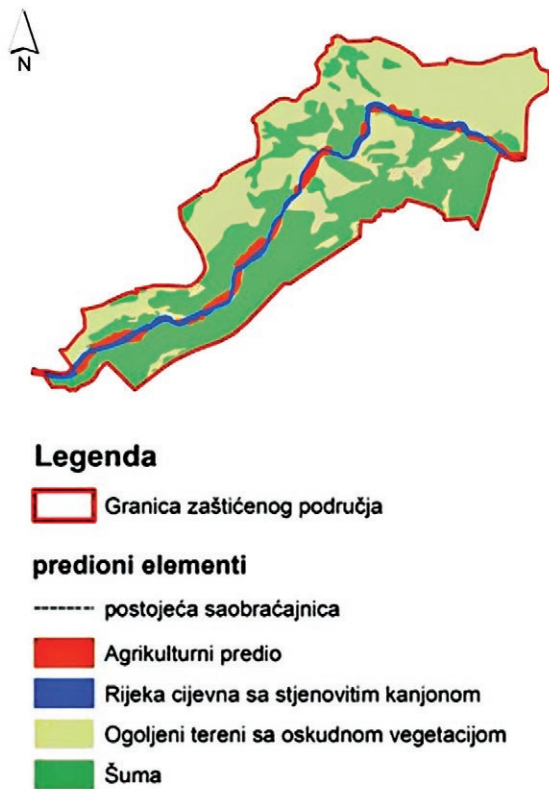 N
Legenda
Granica zaštićenog područja
predioni elementi
postojeća saobraćajnica
Agrikulturni predio
Rijeka cijevna sa stjenovitim kanjonom
Ogoljeni tereni sa oskudnom vegetacijom
Šuma